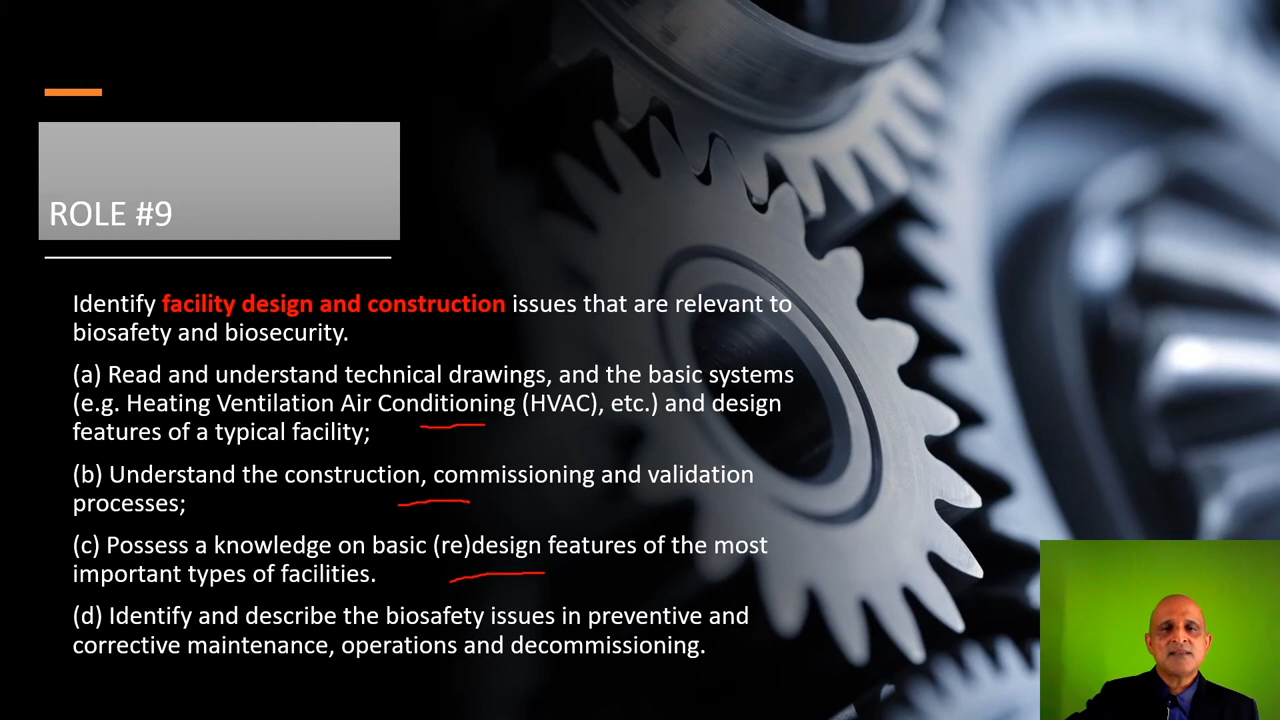 ROLE #9
Identify facility design and construction issues that are relevant to
biosafety and biosecurity.
(a) Read and understand technical drawings, and the basic systems
(e.g. Heating Ventilation Air Conditioning (HVAC), etc.) and design
features of a typical facility;
(b) Understand the construction, commissioning and validation
processes;
(c) Possess a knowledge on basic (re)design features of the most
important types of facilities.
(d) Identify and describe the biosafety issues in preventive and
corrective maintenance, operations and decommissioning.